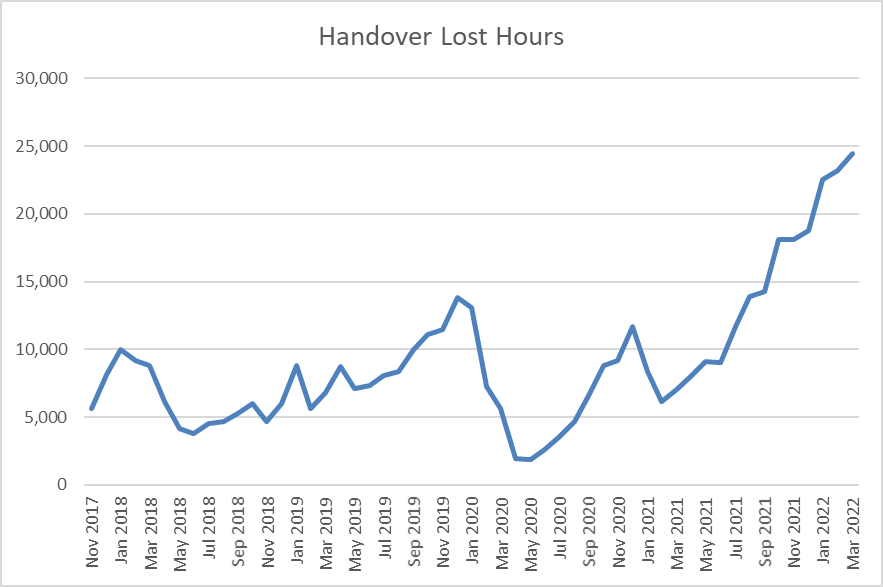 Handover Lost Hours
30,000
25,000
20,000
15,000
10,000
5,000
0
Nov 2017
Jan 2018
Mar 2018
May 2018
Jul 2018
Sep 2018
Nov 2018
Jan 2019
Mar 2019
May 2019
Jul 2019
Sep 2019
Nov 2019
Jan 2020
Mar 2020
May 2020
Jul 2020
Sep 2020
Nov 2020
Jan 2021
Mar 2021
May 2021
Jul 2021
Sep 2021
Nov 2021
Jan 2022
Mar 2022